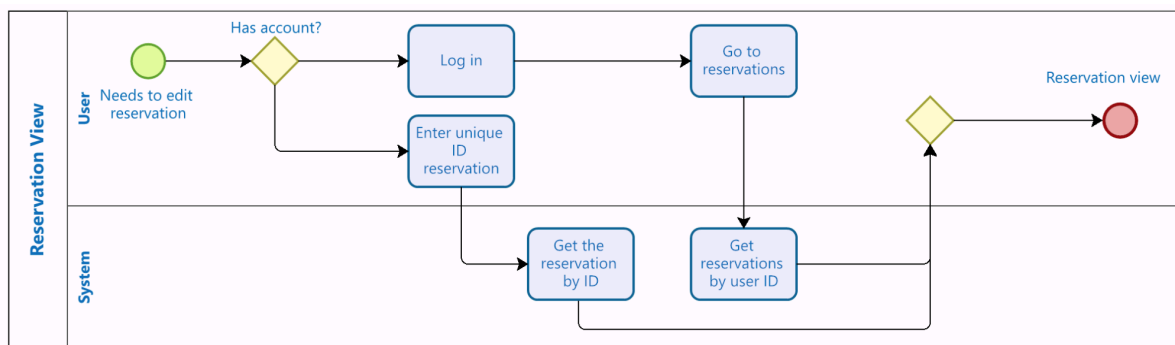 Reservation View
User
Needs to edit
reservation
Has account?
Log in
Go to
reservations
Enter unique
ID
reservation
Reservation view
System
Get the
reservation
by ID
Get
reservations
by user ID